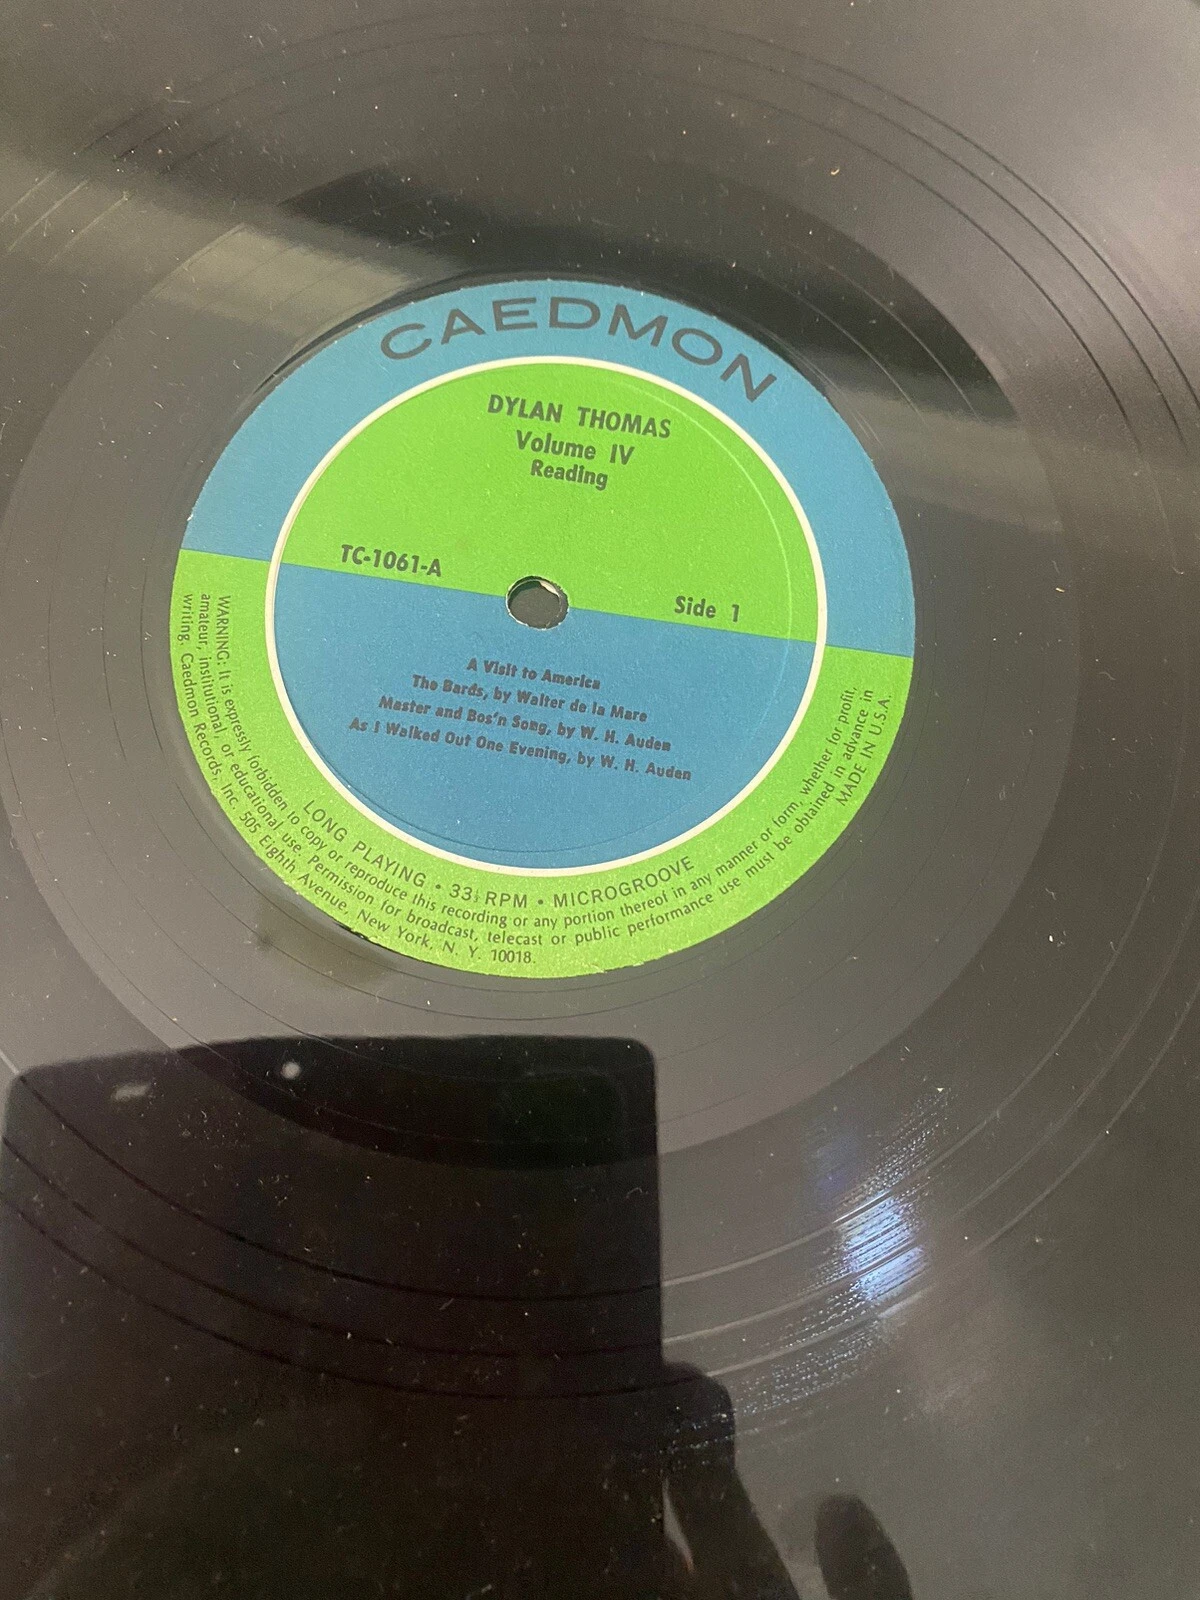 CAEDMON
DYLAN THOMAS
Volume IV
Reading
TC-1061-A
Side 1
A Visit to America
The Bards, by Walter de la Mare
Master and Bos'n Song, by W. H. Auden
As I Walked Out One Evening, by W. H. Auden
LONG PLAYING • 33⅓ RPM • MICROGROOVE
WARNING: It is expressly forbidden to copy or reproduce this recording or any portion thereof in any manner or form, whether for profit,
amateur, institutional, or educational use. Permission for broadcast, telecast or public performance use must be obtained in advance in
writing. Caedmon Records, Inc. 505 Eighth Avenue, New York, N. Y. 10018.
MADE IN U.S.A.